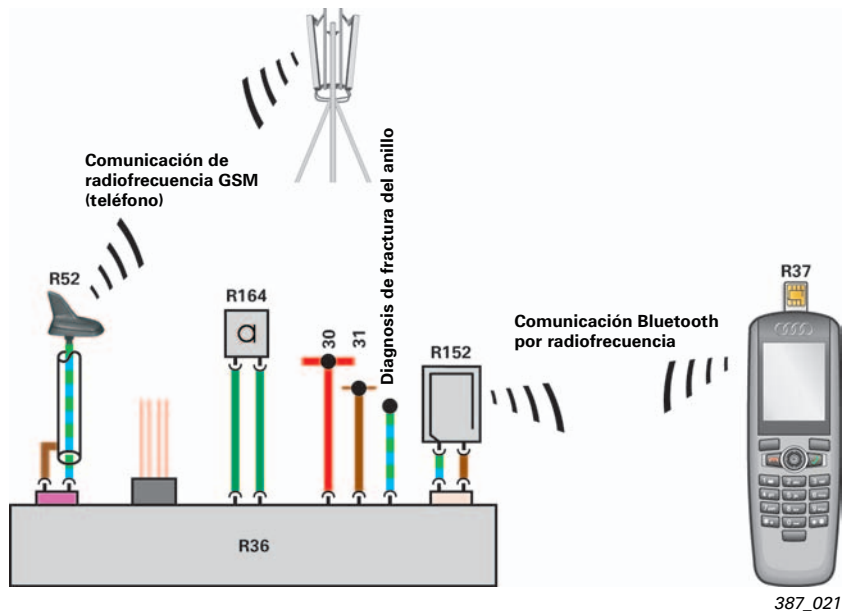 Comunicación de
radiofrecuencia GSM
(teléfono)
Diagnosis de fractura del anillo
R52
R164
a
30
31
R152
Comunicación Bluetooth
por radiofrecuencia
R37
R36
387_021